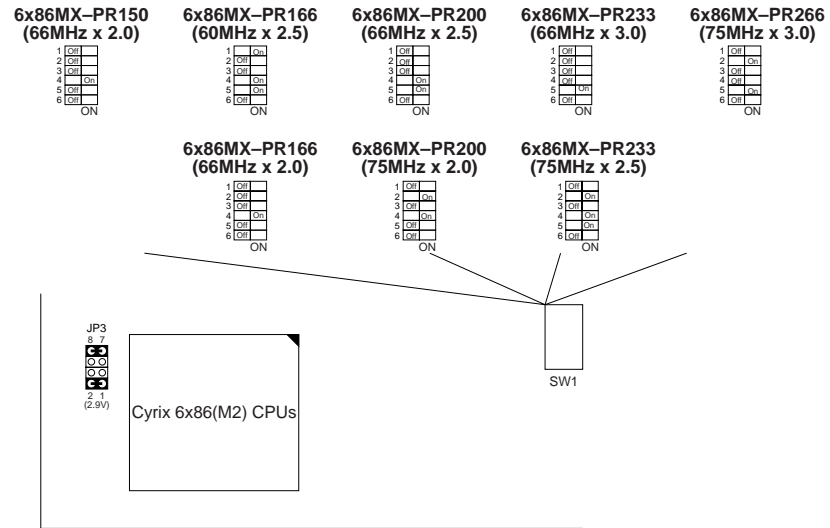 6x86MX–PR150 6x86MX–PR166 6x86MX–PR200 6x86MX–PR233 6x86MX–PR266
(66MHz x 2.0) (60MHz x 2.5) (66MHz x 2.5) (66MHz x 3.0) (75MHz x 3.0)
1 Off 1 On 1 Off 1 Off 1 Off
2 Off 2 Off 2 Off 2 Off 2 On
3 Off 3 Off 3 Off 3 Off 3 Off
4 On 4 On 4 On 4 Off 4 Off
5 Off 5 On 5 On 5 On 5 On
6 Off 6 Off 6 Off 6 Off 6 Off
ON ON ON ON ON
6x86MX–PR166 6x86MX–PR200 6x86MX–PR233
(66MHz x 2.0) (75MHz x 2.0) (75MHz x 2.5)
1 Off 1 Off 1 Off
2 Off 2 On 2 On
3 Off 3 Off 3 Off
4 On 4 On 4 On
5 Off 5 Off 5 On
6 Off 6 Off 6 Off
ON ON ON
JP3
8 7
2 1
(2.9V)
Cyrix 6x86(M2) CPUs
SW1